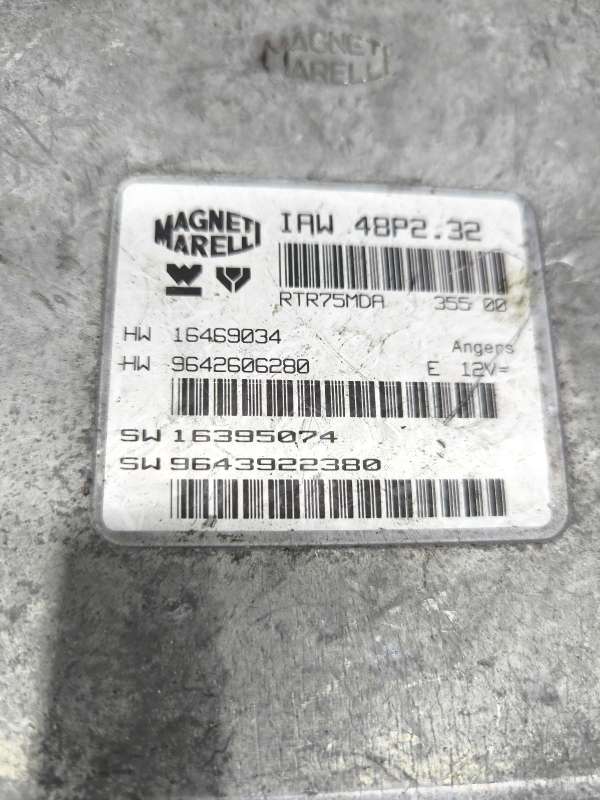 MAGNETI
MARELLI
MAGNETI
MARELLI
IAW 48P2.32
RTR75MDA 355 00
HW 16469034
Angers
HW 9642606280
E 12V=
SW 16395074
SW 9643922380